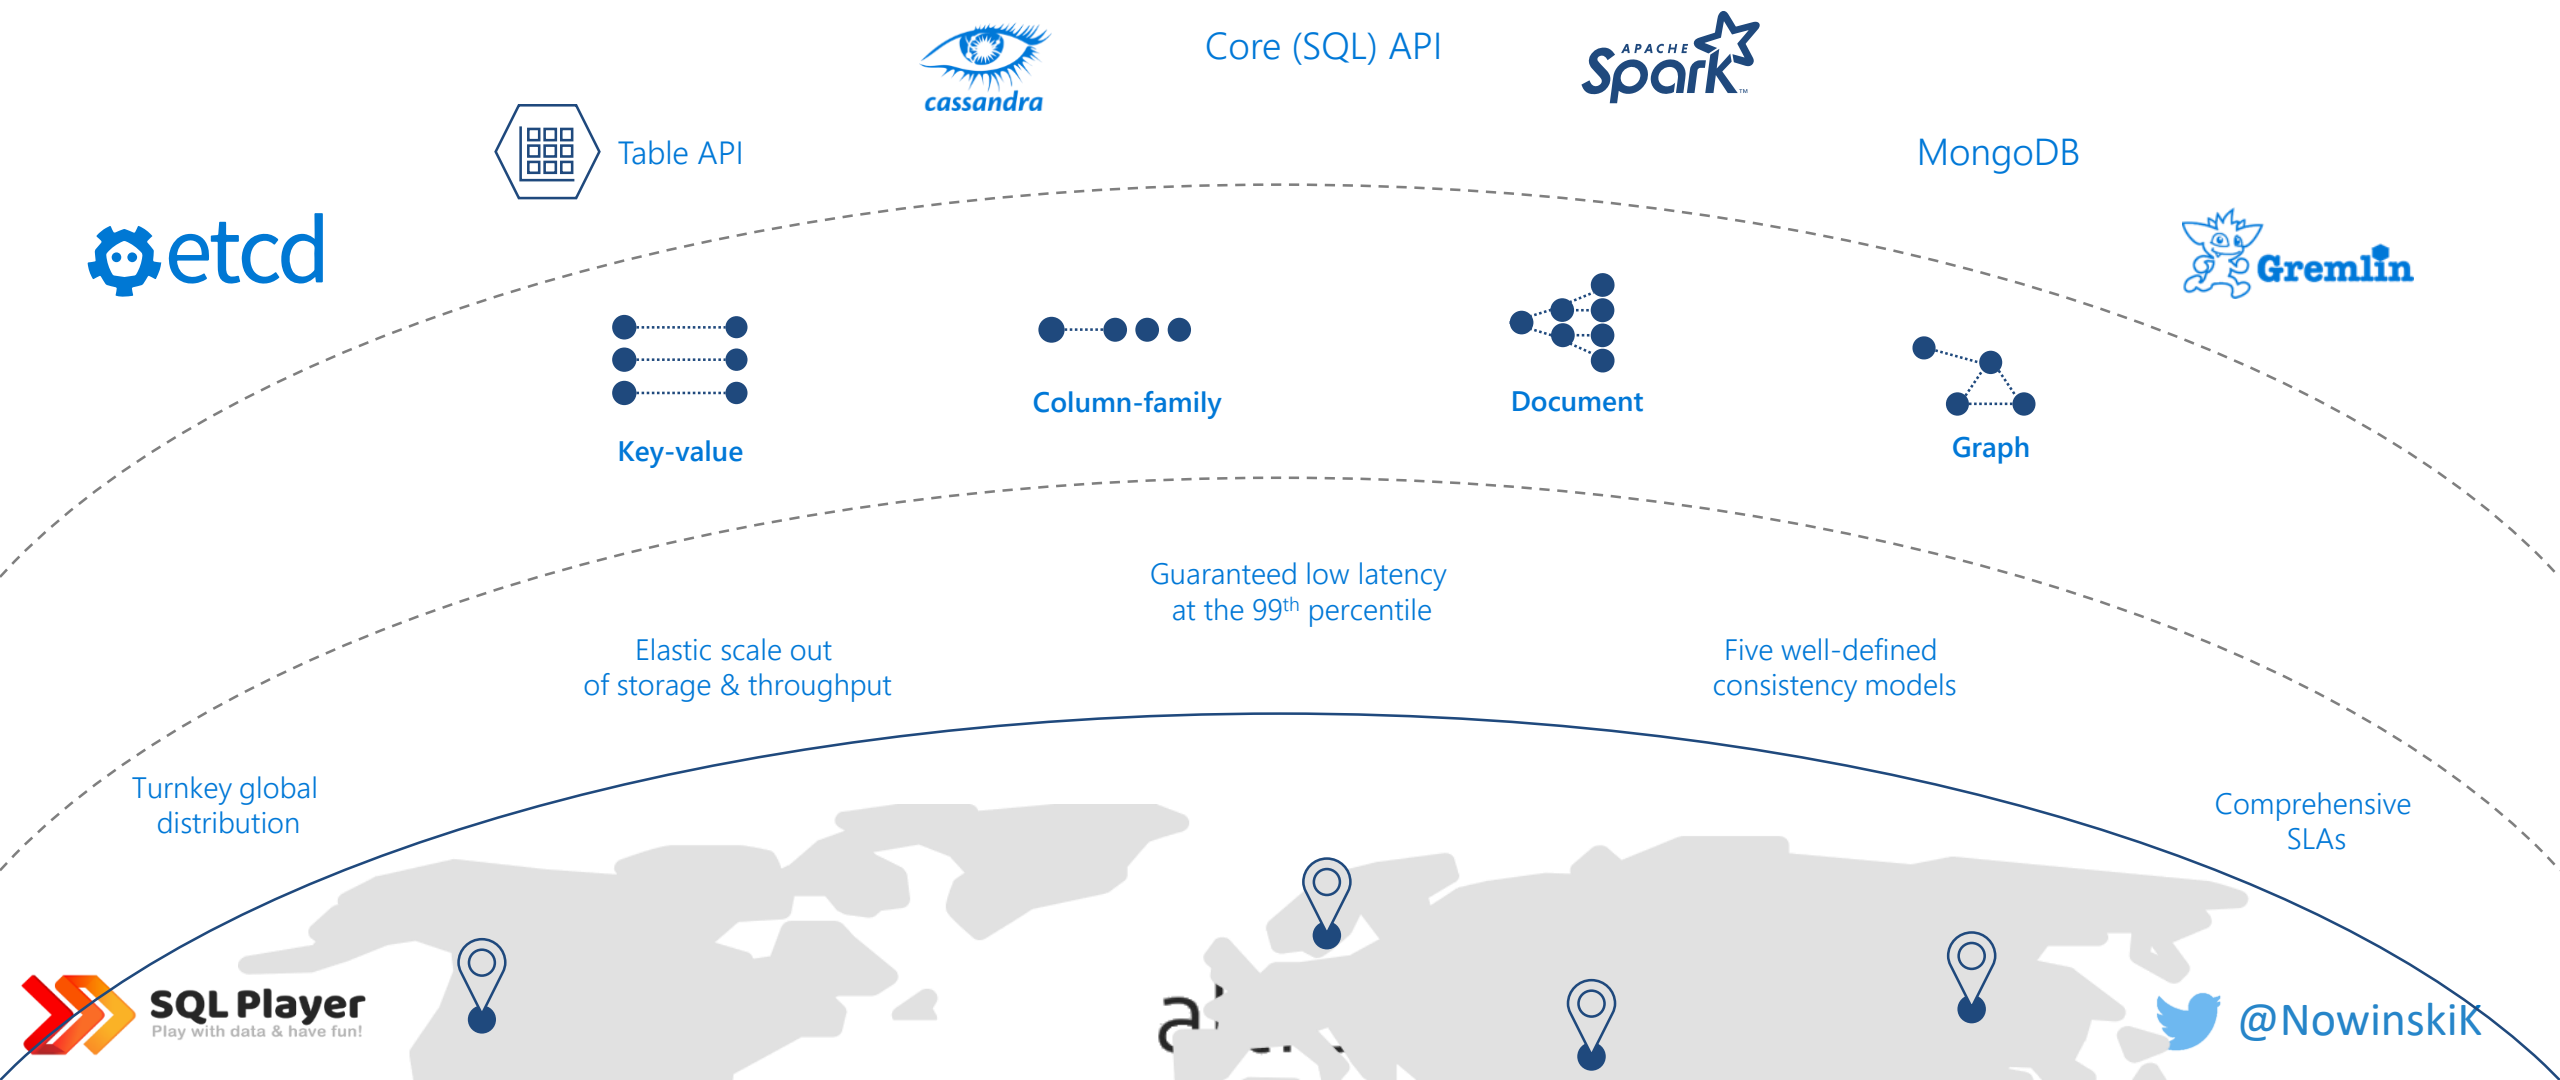 Core (SQL) API
APACHE
Spark™
cassandra
Table API
MongoDB
etcd
Gremlin
Key-value
Column-family
Document
Graph
Guaranteed low latency
at the 99th percentile
Elastic scale out
of storage & throughput
Five well-defined
consistency models
Turnkey global
distribution
Comprehensive
SLAs
SQL Player
Play with data & have fun!
@NowinskiK